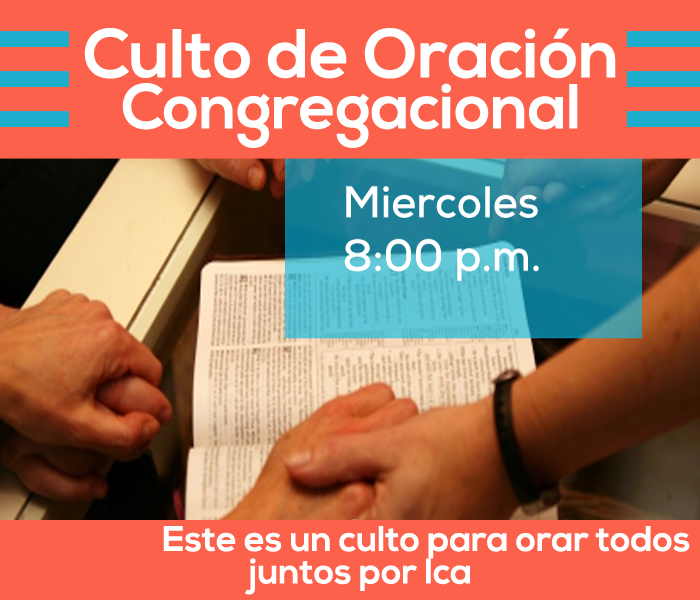 Culto de Oración
Congregacional
Miercoles
8:00 p.m.
Este es un culto para orar todos
juntos por Ica